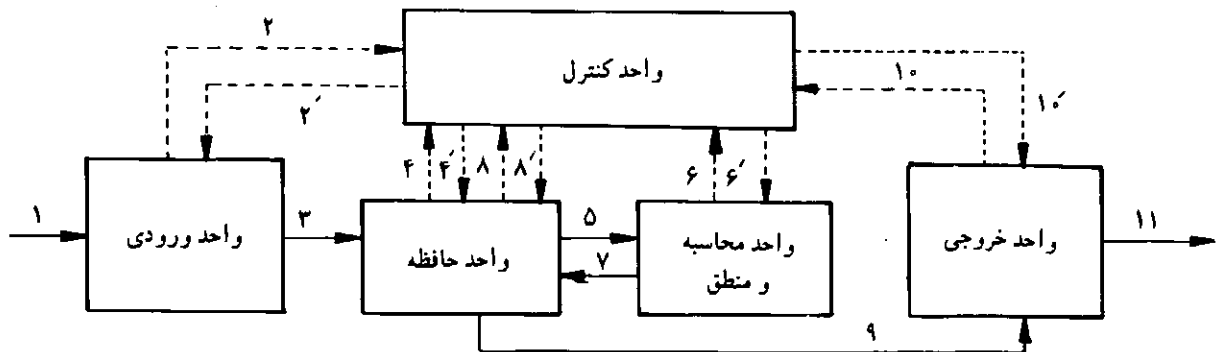 ۲
واحد کنترل
۱۰
۲′
۱۰′
۴
۴′
۸
۸′
۶
۶′
۱
واحد ورودی
۳
واحد حافظه
۵
۷
واحد محاسبه
و منطق
واحد خروجی
۱۱
۹